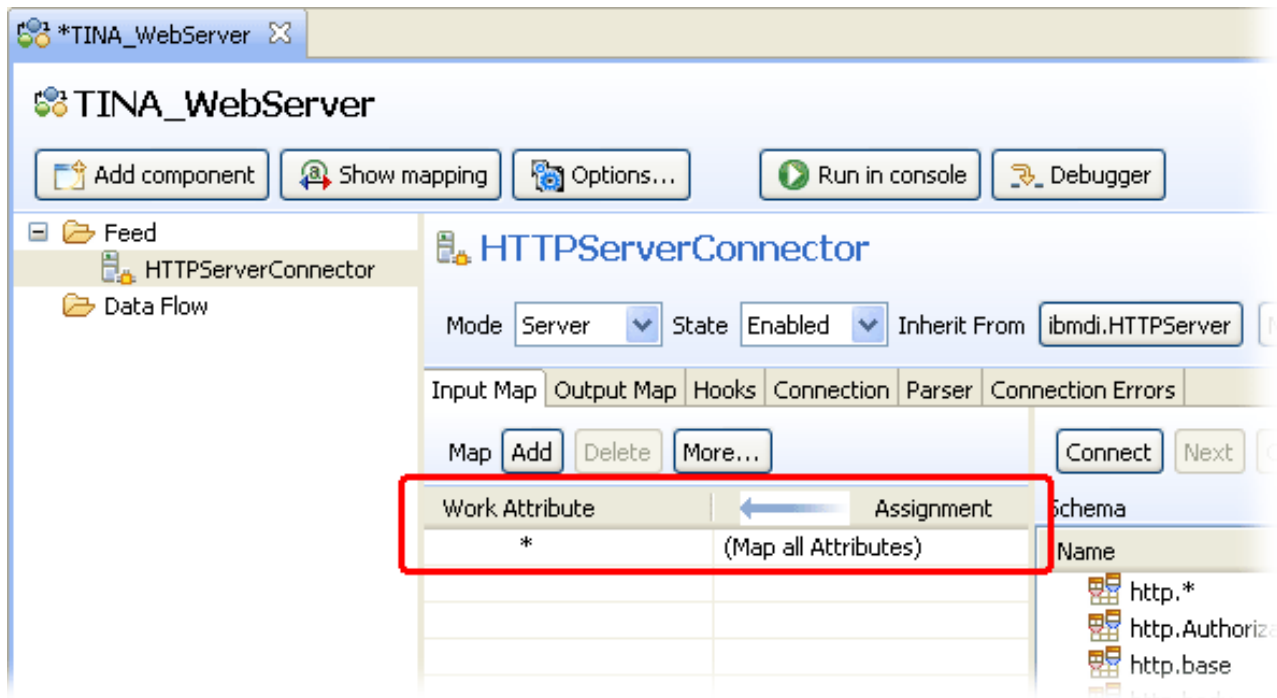 *TINA_WebServer
TINA_WebServer
Add component Show mapping Options... Run in console Debugger
Feed
HTTPServerConnector
Data Flow
HTTPServerConnector
Mode Server State Enabled Inherit From ibmdi.HTTPServer
Input Map Output Map Hooks Connection Parser Connection Errors
Map Add Delete More... Connect Next
Work Attribute Assignment Schema
* (Map all Attributes) Name
http.*
http.Authoriza
http.base